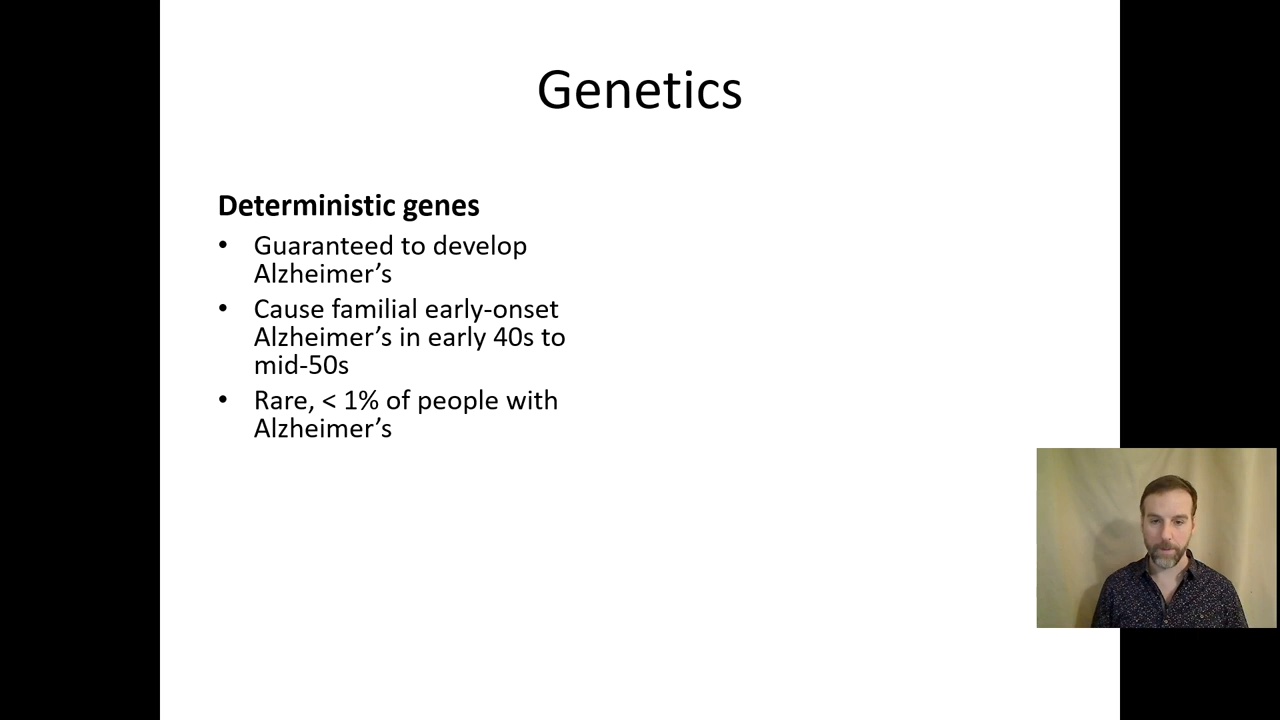 Genetics
Deterministic genes
• Guaranteed to develop
Alzheimer’s
• Cause familial early-onset
Alzheimer’s in early 40s to
mid-50s
• Rare, < 1% of people with
Alzheimer’s